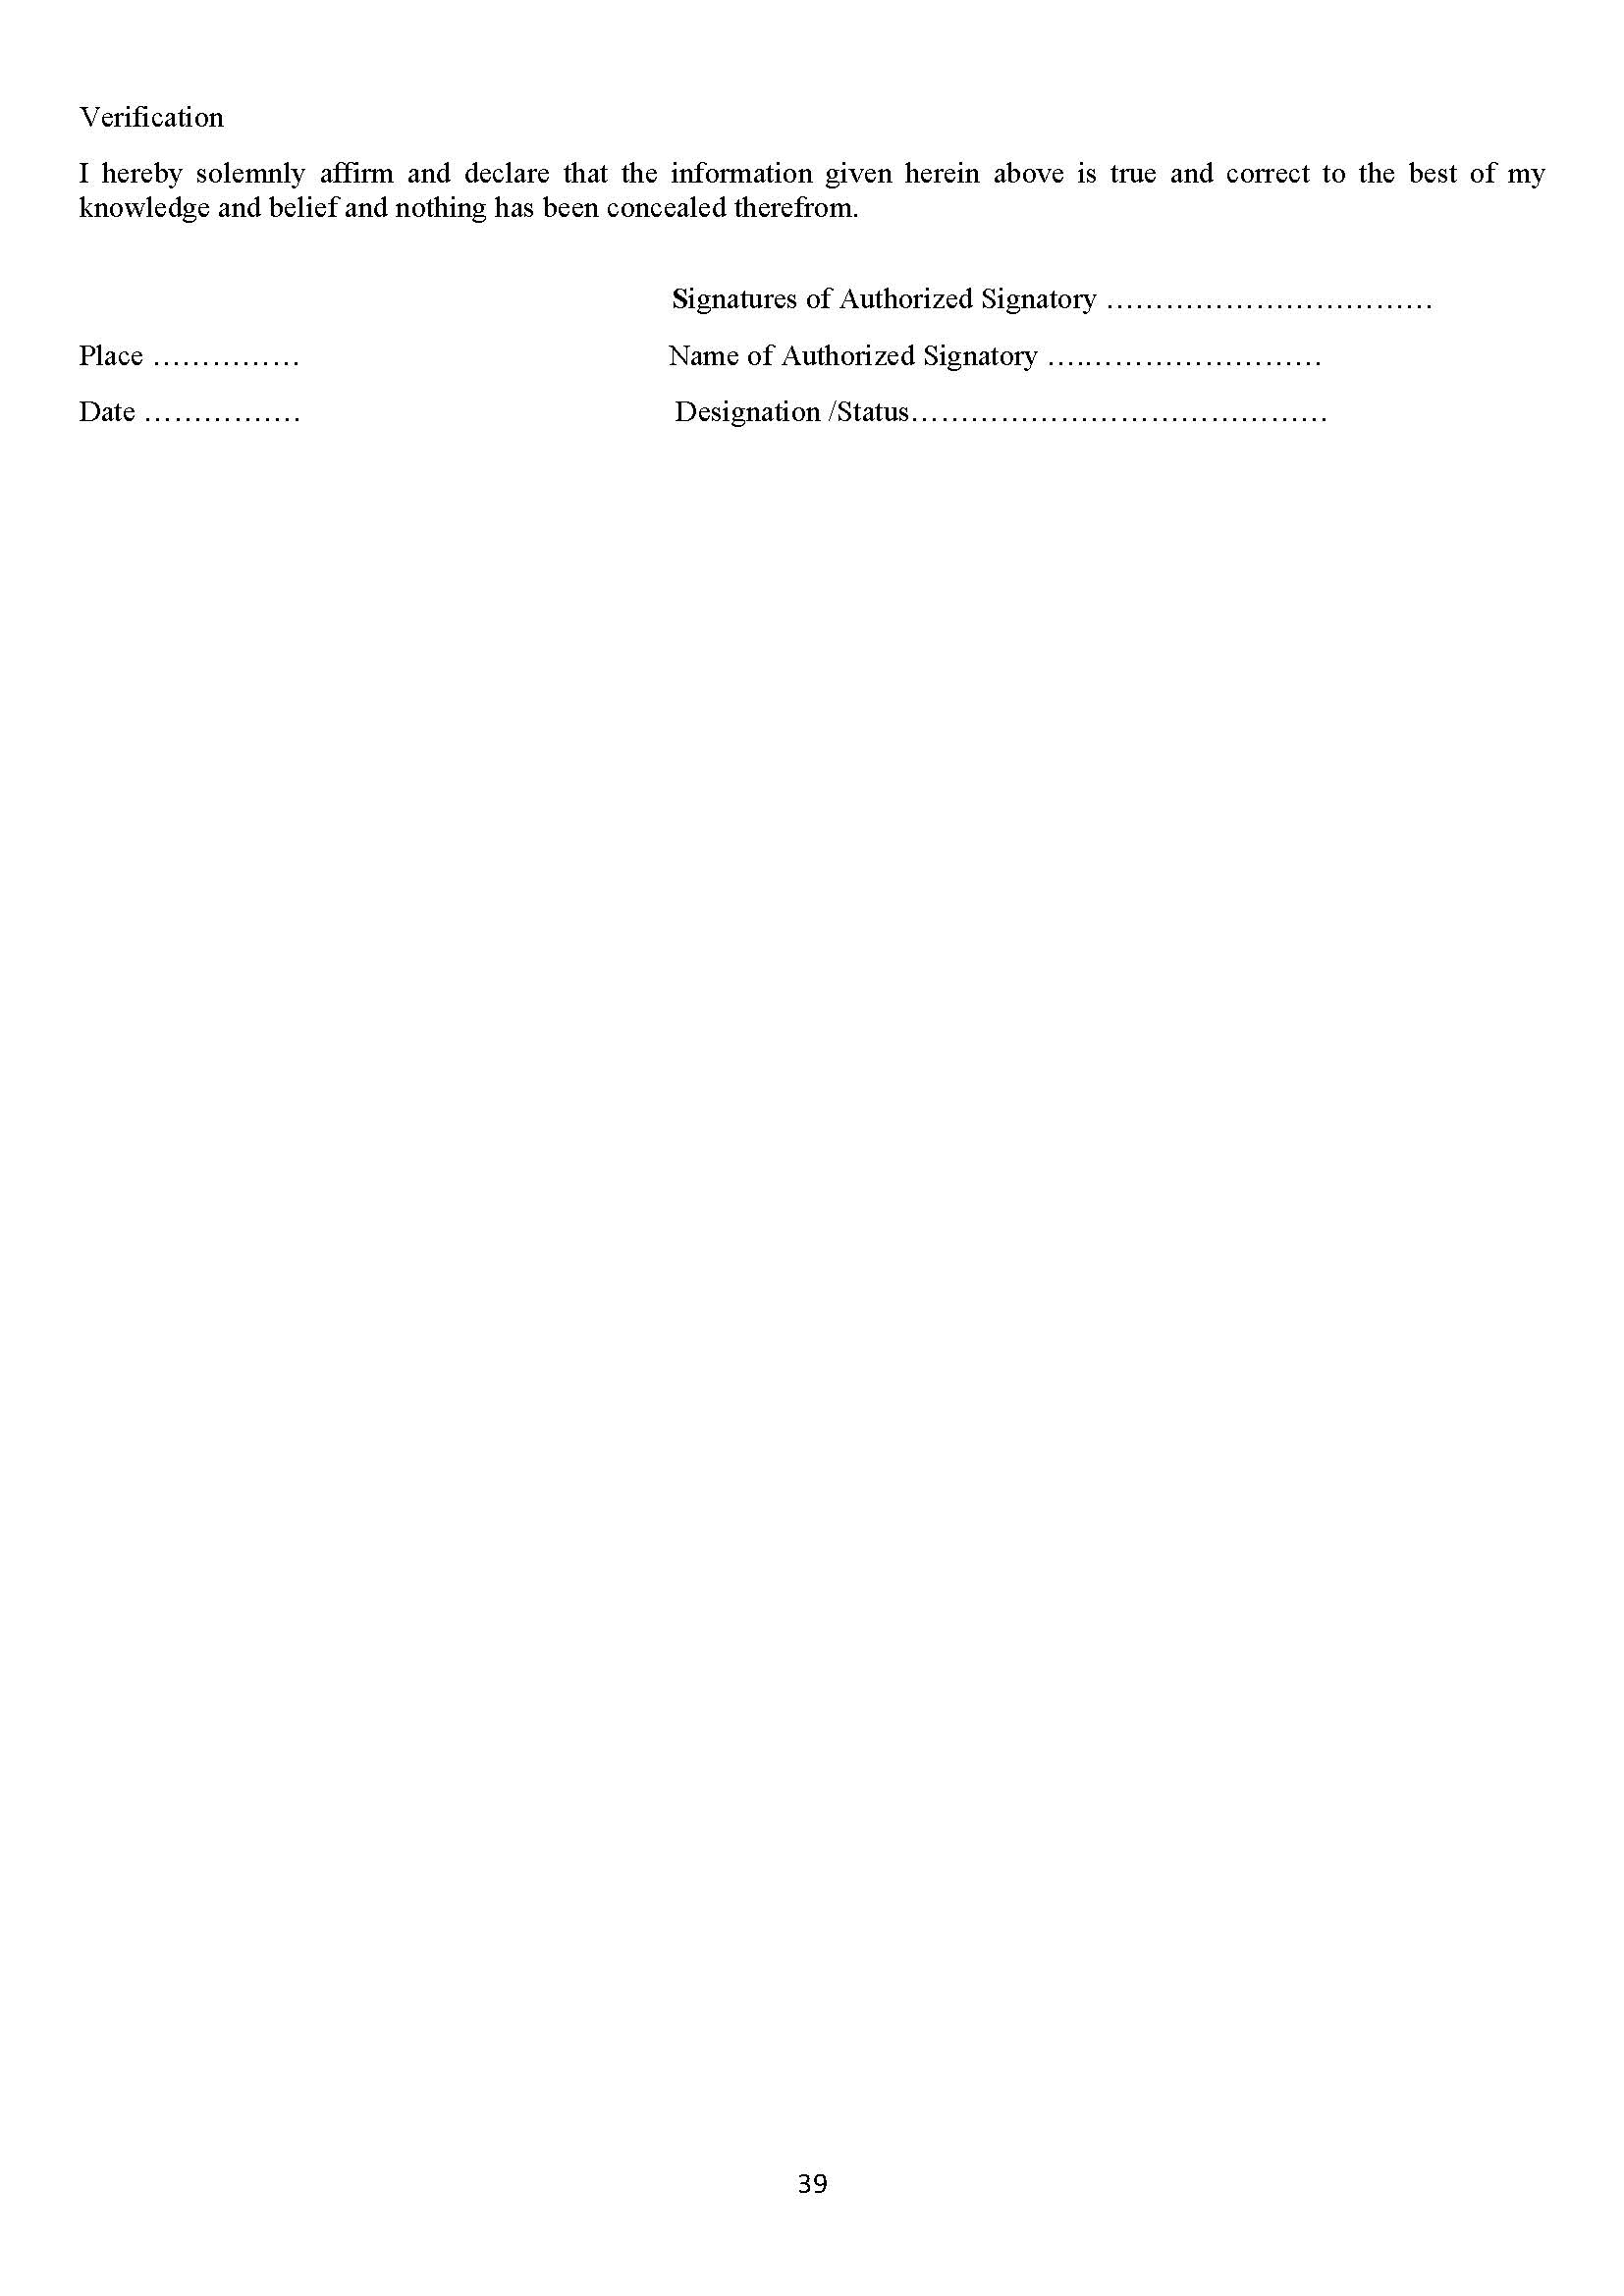 Verification
I hereby solemnly affirm and declare that the information given herein above is true and correct to the best of my
knowledge and belief and nothing has been concealed therefrom.
Signatures of Authorized Signatory ……………………………
Place …………… Name of Authorized Signatory ….……………………
Date ……………. Designation /Status……………………………………
39